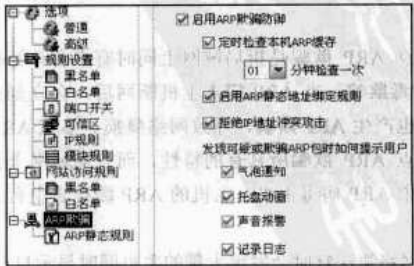 选项
普通
高级
规则设置
黑名单
白名单
端口开关
可信区
IP规则
模块规则
网站访问规则
黑名单
白名单
ARP欺骗
ARP静态规则
启用ARP欺骗防御
定时检查本机ARP缓存
01 分钟检查一次
启用ARP静态地址绑定规则
拒绝IP地址冲突攻击
发现可疑或欺骗ARP包时如何提示用户
气泡通知
托盘动画
声音报警
记录日志